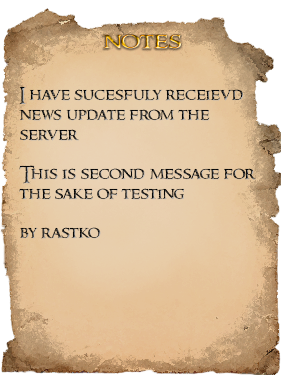 NOTES
I HAVE SUCESFULY RECEIEVD
NEWS UPDATE FROM THE
SERVER
THIS IS SECOND MESSAGE FOR
THE SAKE OF TESTING
BY RASTKO